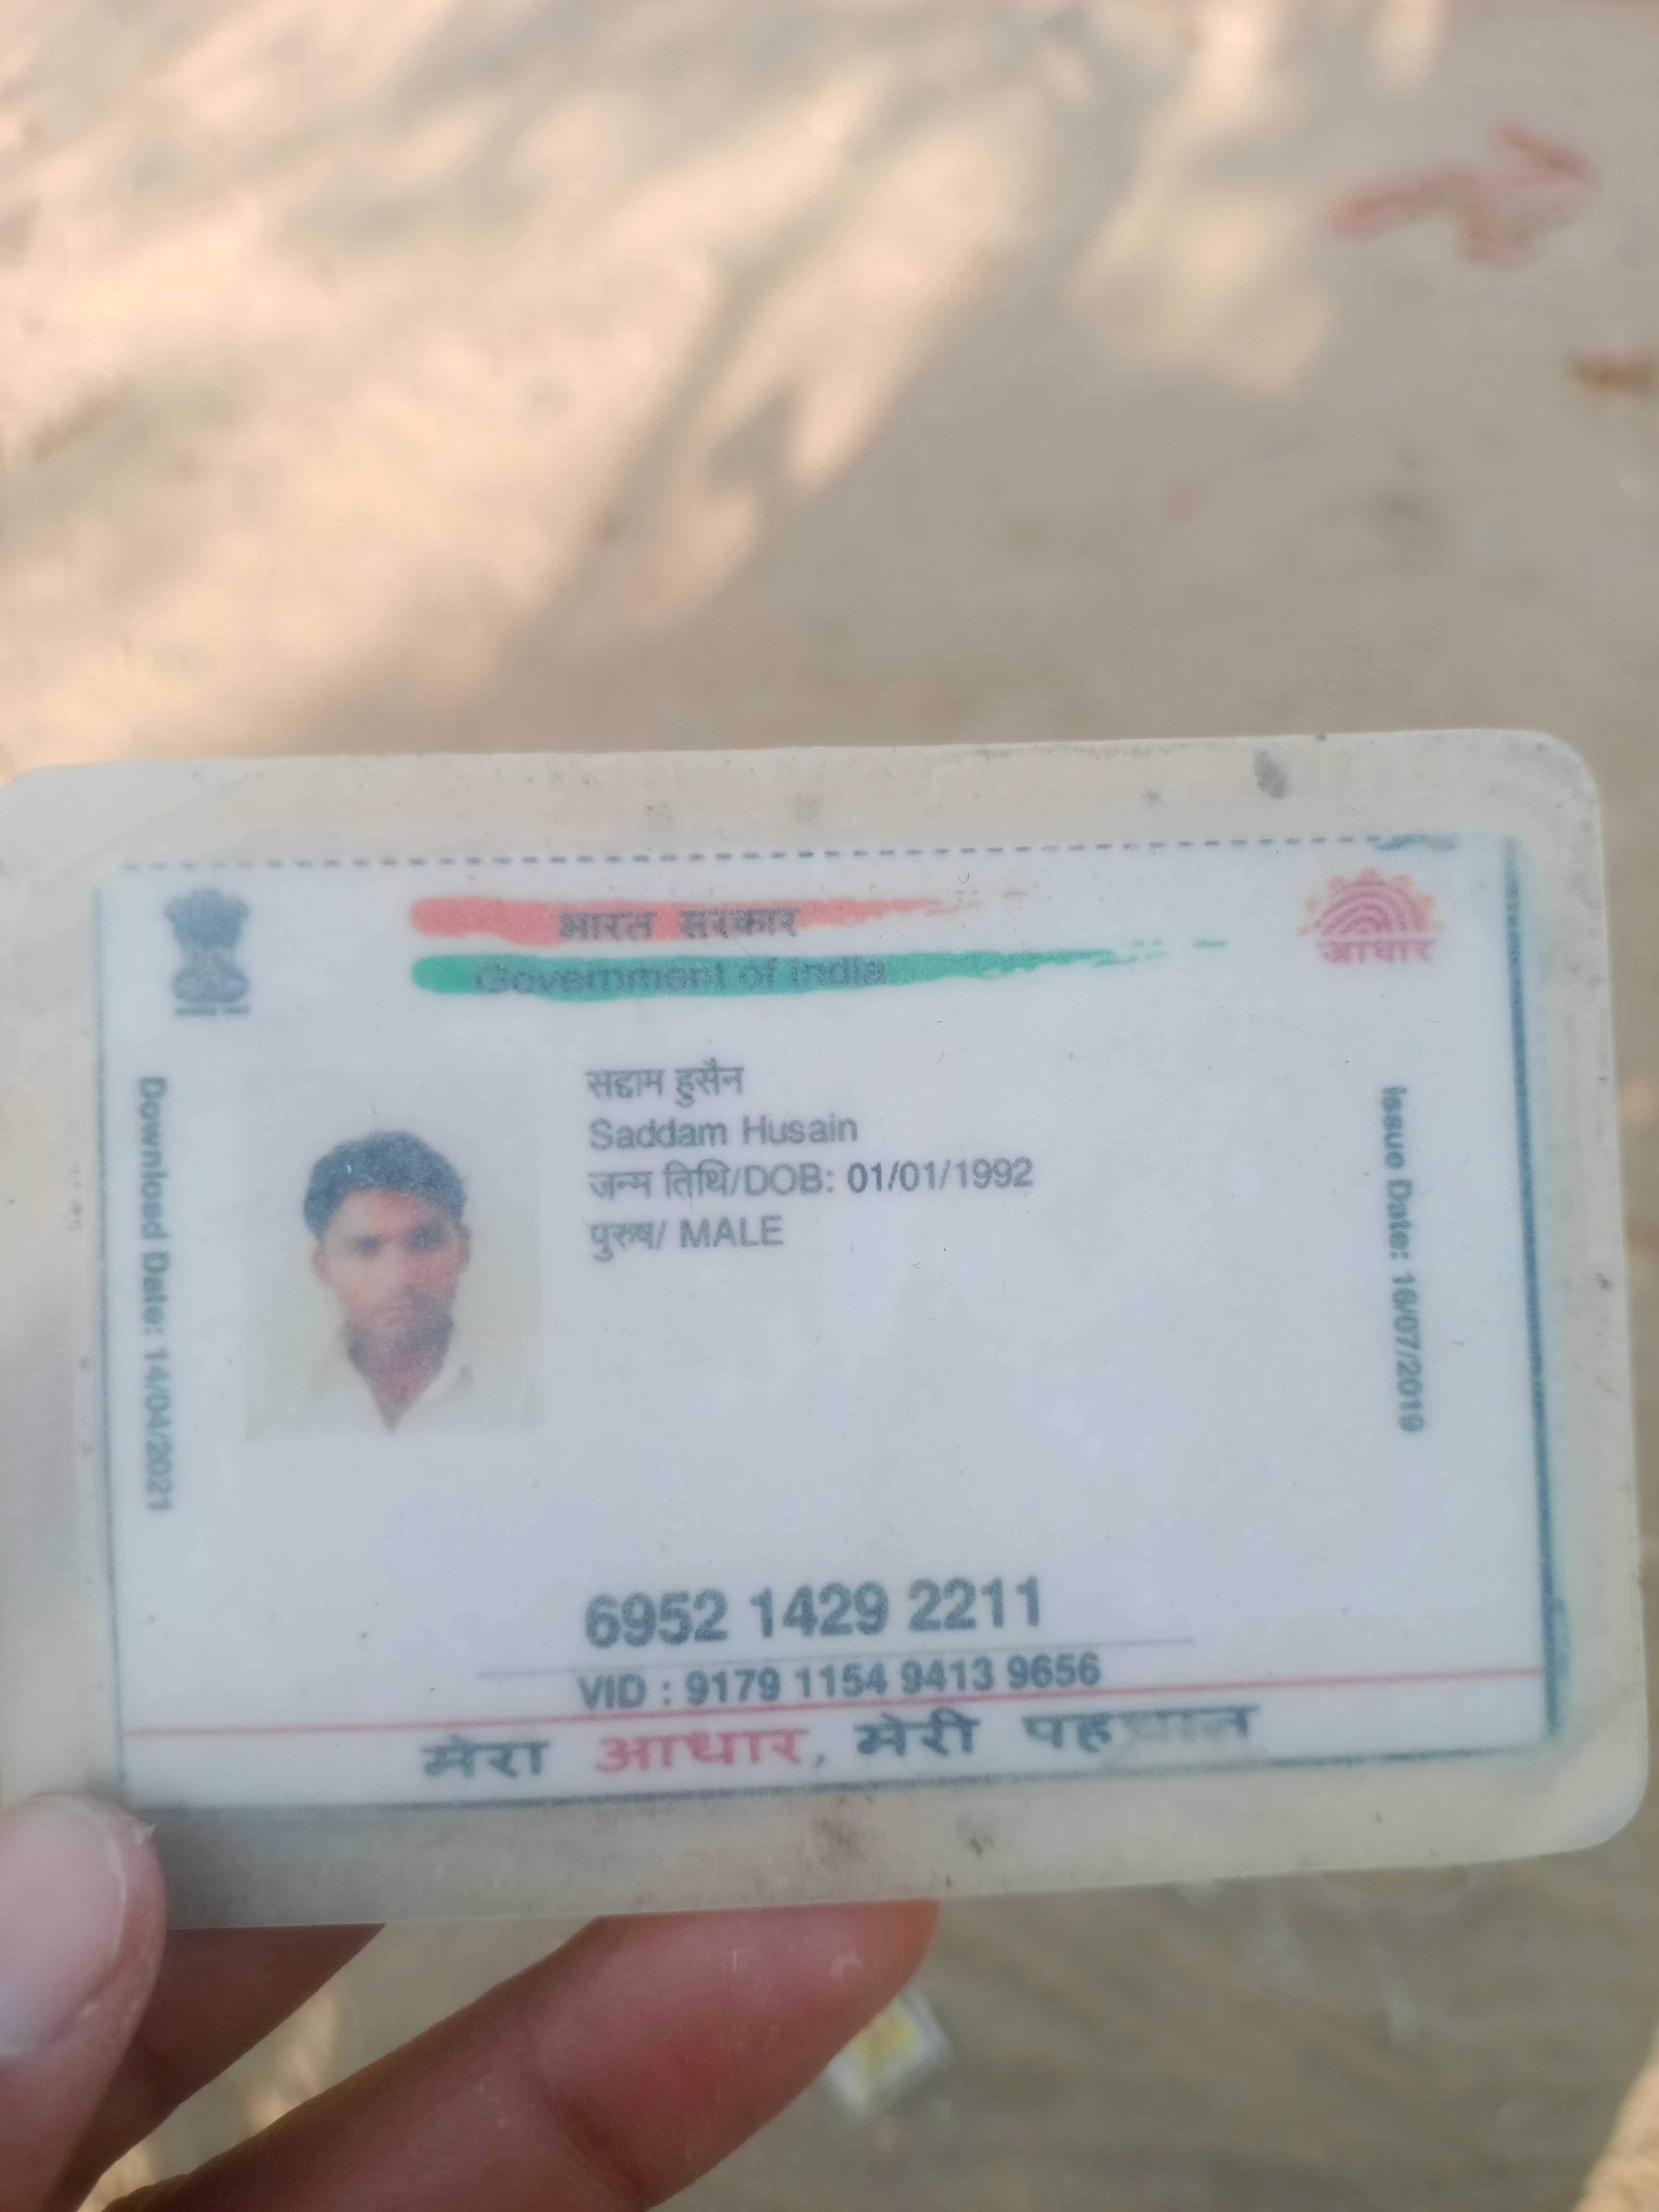 भारत सरकार
Government of India
आधार
सद्दाम हुसैन
Saddam Husain
जन्म तिथि/DOB: 01/01/1992
पुरुष/ MALE
Download Date: 14/04/2021
Issue Date: 16/07/2019
6952 1429 2211
VID : 9179 1154 9413 9656
मेरा आधार, मेरी पहचान